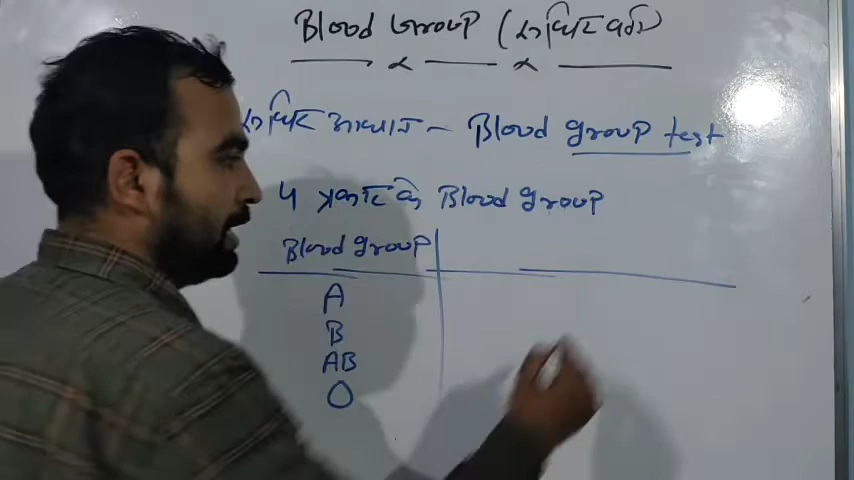 Blood Group (रुधिर वर्ग)
रुधिर आधान - Blood group test
4 प्रकार के Blood group
Blood group
A
B
AB
O